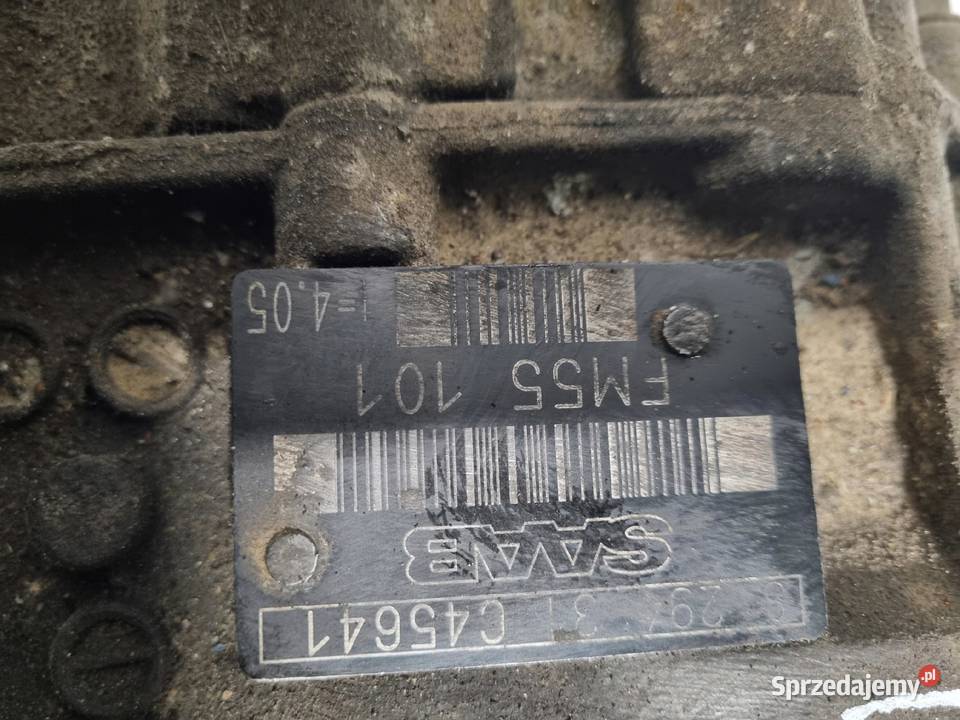 C45641
SAAB
FM55 101
I=4.05
Sprzedajemy.pl